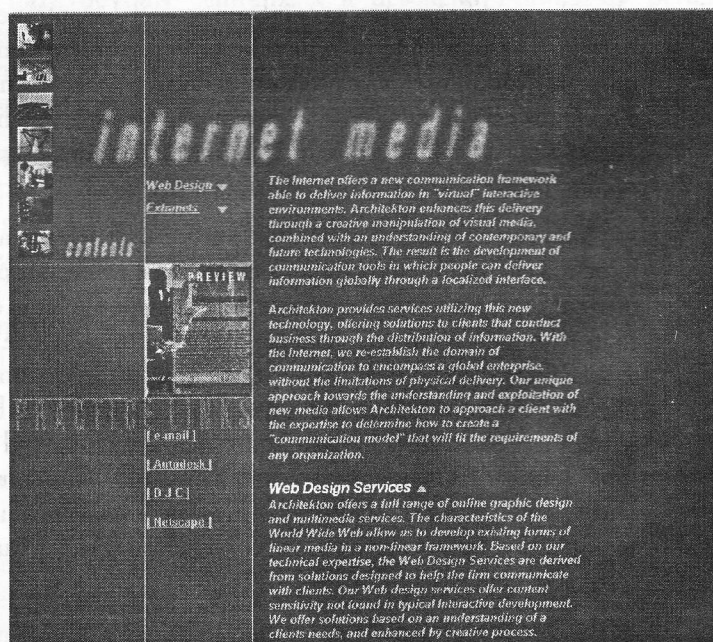 internet media
Web Design
Extranets
contents
PREVIEW
PRACTICE LINKS
[ e-mail ]
[ Autodesk ]
[ D J C ]
[ Netscape ]
The Internet offers a new communication framework
able to deliver information in "virtual" interactive
environments. Architekton enhances this delivery
through a creative manipulation of visual media,
combined with an understanding of contemporary and
future technologies. The result is the development of
communication tools in which people can deliver
information globally through a localized interface.
Architekton provides services utilizing this new
technology, offering solutions to clients that conduct
business through the distribution of information. With
the Internet, we re-establish the domain of
communication to encompass a global enterprise,
without the limitations of physical delivery. Our unique
approach towards the understanding and exploitation of
new media allows Architekton to approach a client with
the expertise to determine how to create a
"communication model" that will fit the requirements of
any organization.
Web Design Services
Architekton offers a full range of online graphic design
and multimedia services. The characteristics of the
World Wide Web allow us to develop existing forms of
linear media in a non-linear framework. Based on our
technical expertise, the Web Design Services are derived
from solutions designed to help the firm communicate
with clients. Our Web design services offer content
sensitivity not found in typical Interactive development.
We offer solutions based on an understanding of a
clients needs, and enhanced by creative process.